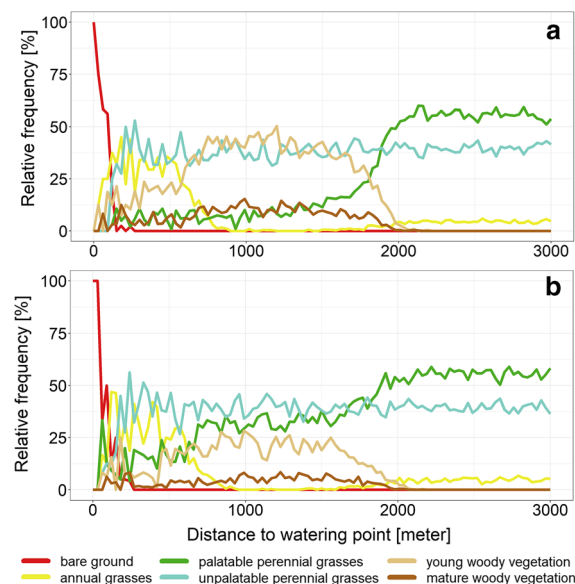 a
Relative frequency [%]
100
75
50
25
0
0 1000 2000 3000
b
Relative frequency [%]
100
75
50
25
0
0 1000 2000 3000
Distance to watering point [meter]
bare ground palatable perennial grasses young woody vegetation
annual grasses unpalatable perennial grasses mature woody vegetation